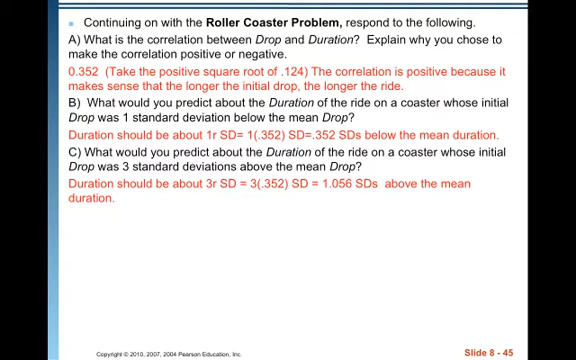 Continuing on with the Roller Coaster Problem, respond to the following.
A) What is the correlation between Drop and Duration? Explain why you chose to
make the correlation positive or negative.
0.352 (Take the positive square root of .124) The correlation is positive because it
makes sense that the longer the initial drop, the longer the ride.
B) What would you predict about the Duration of the ride on a coaster whose initial
Drop was 1 standard deviation below the mean Drop?
Duration should be about 1r SD= 1(.352) SD=.352 SDs below the mean duration.
C) What would you predict about the Duration of the ride on a coaster whose initial
Drop was 3 standard deviations above the mean Drop?
Duration should be about 3r SD = 3(.352) SD = 1.056 SDs above the mean
duration.
Copyright © 2010, 2007, 2004 Pearson Education, Inc.
Slide 8 - 45